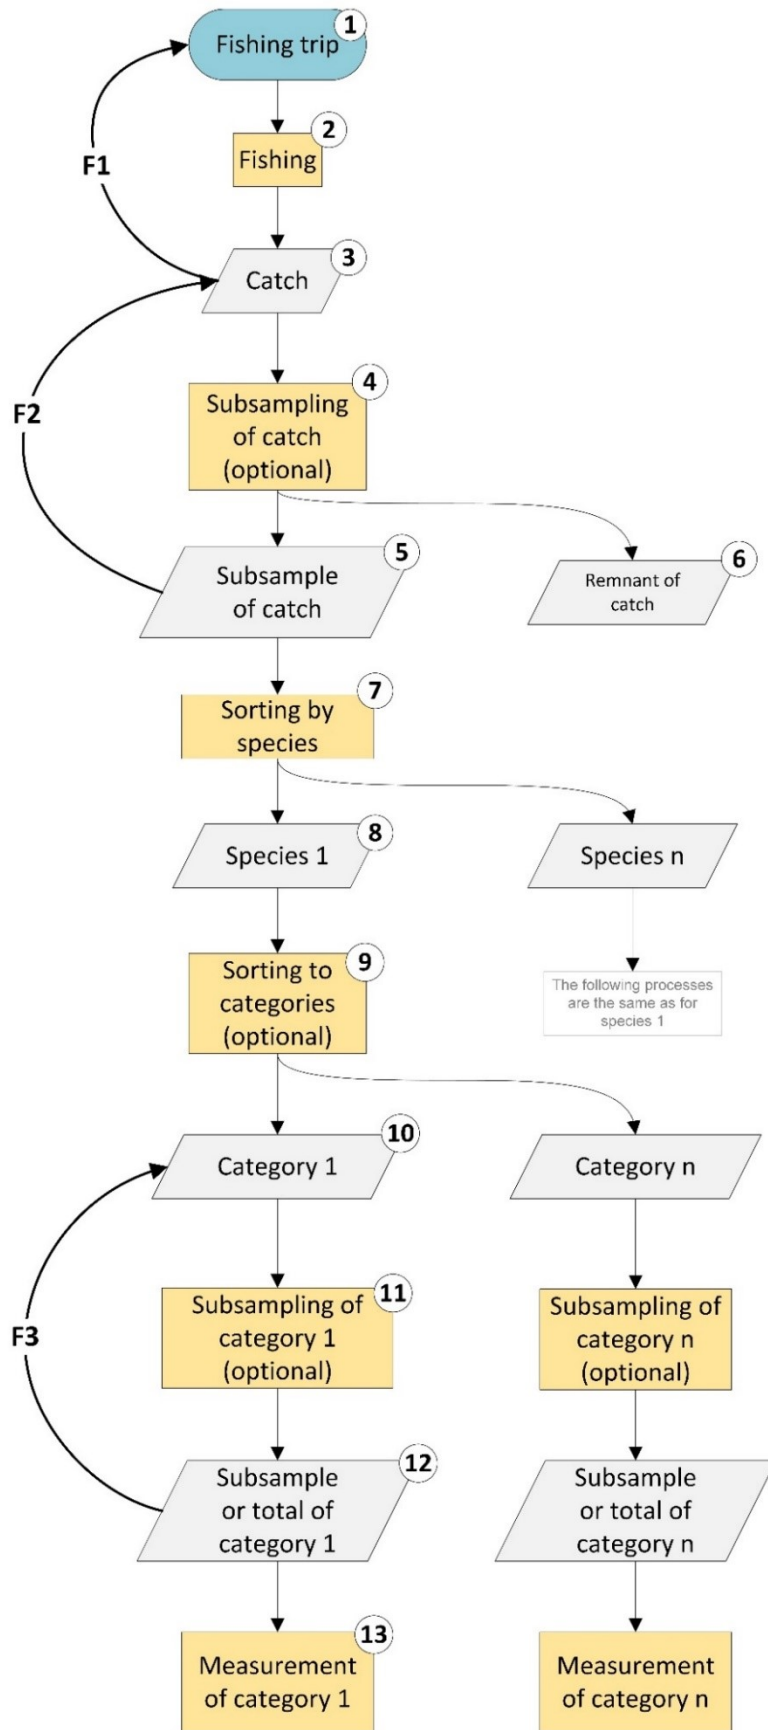 1
Fishing trip
2
Fishing
F1
3
Catch
4
Subsampling
of catch
(optional)
F2
5
Subsample
of catch
6
Remnant of
catch
7
Sorting by
species
8
Species 1
Species n
9
Sorting to
categories
(optional)
The following processes
are the same as for
species 1
10
Category 1
Category n
11
Subsampling of
category 1
(optional)
Subsampling of
category n
(optional)
F3
12
Subsample
or total of
category 1
Subsample
or total of
category n
13
Measurement
of category 1
Measurement
of category n